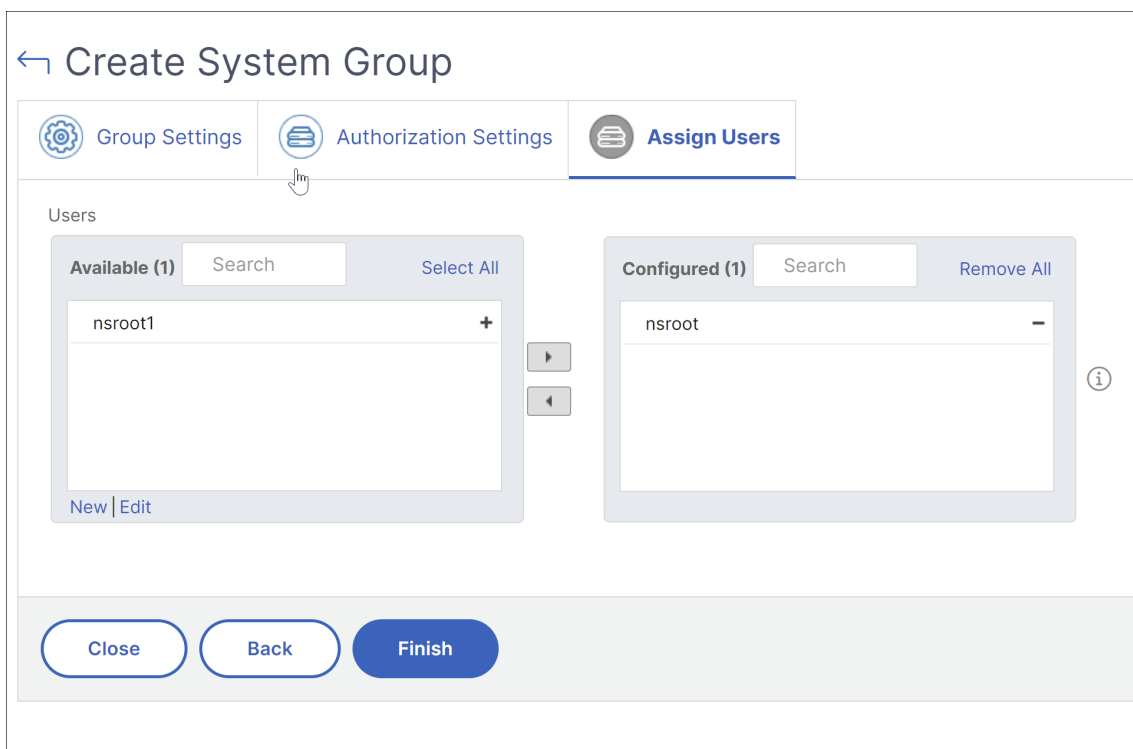 Create System Group
Group Settings
Authorization Settings
Assign Users
Users
Available (1)
Search
Select All
nsroot1
New | Edit
Configured (1)
Search
Remove All
nsroot
Close
Back
Finish